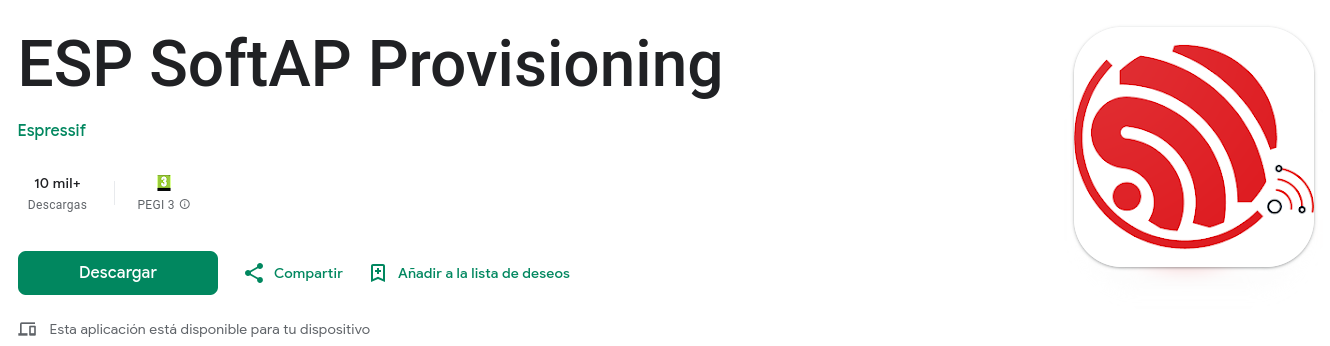 ESP SoftAP Provisioning
Espressif
10 mil+
Descargas
3
PEGI 3
Descargar
Compartir
Añadir a la lista de deseos
Esta aplicación está disponible para tu dispositivo